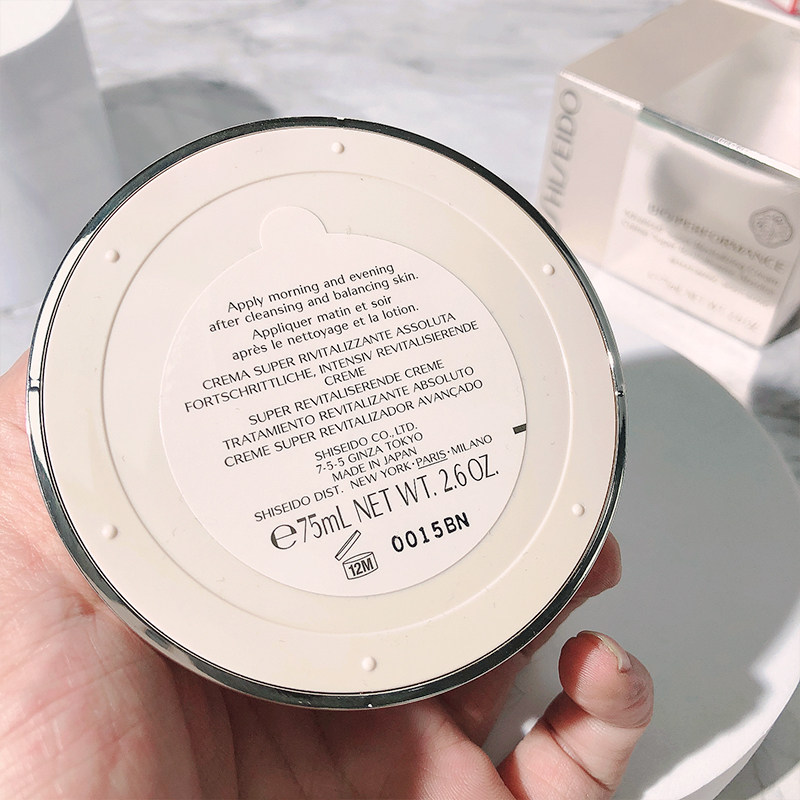 Apply morning and evening
after cleansing and balancing skin.
Appliquer matin et soir
après le nettoyage et la lotion.
CREMA SUPER RIVITALIZZANTE ASSOLUTA
FORTSCHRITTLICHE, INTENSIV REVITALISIERENDE
CREME
SUPER REVITALISERENDE CREME
TRATAMIENTO REVITALIZANTE ABSOLUTO
CREME SUPER REVITALIZADOR AVANÇADO
SHISEIDO CO., LTD.
7-5-5 GINZA TOKYO
MADE IN JAPAN
SHISEIDO DIST. NEW YORK·PARIS·MILANO
℮75mL NET WT. 2.6 OZ.
12M
0015BN
SHISEIDO
BIO-PERFORMANCE